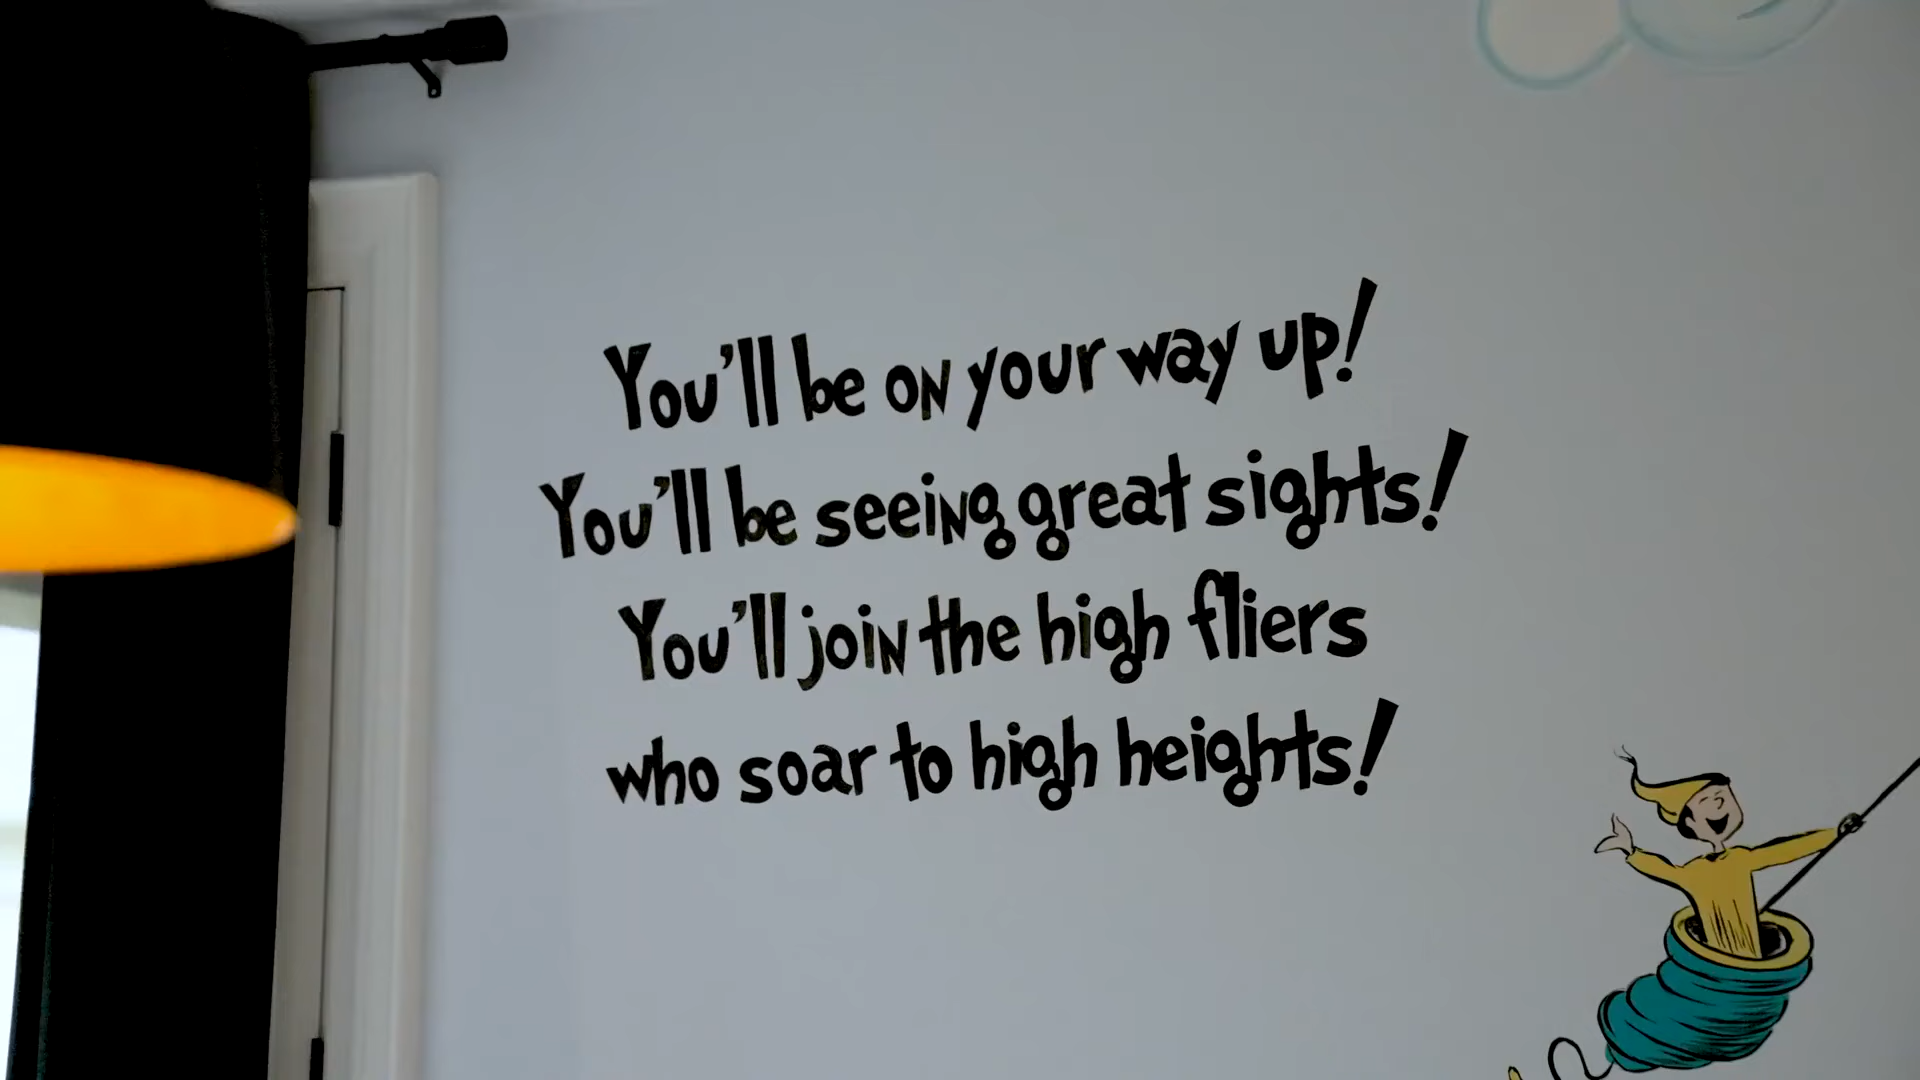 You'll be on your way up!
You'll be seeing great sights!
You'll join the high fliers
who soar to high heights!